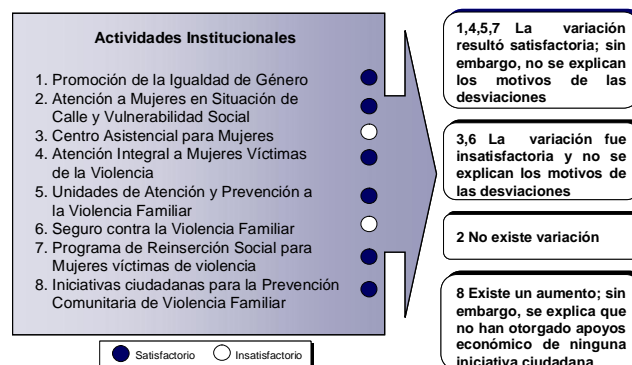 Actividades Institucionales
1. Promoción de la Igualdad de Género
2. Atención a Mujeres en Situación de
Calle y Vulnerabilidad Social
3. Centro Asistencial para Mujeres
4. Atención Integral a Mujeres Víctimas
de la Violencia
5. Unidades de Atención y Prevención a
la Violencia Familiar
6. Seguro contra la Violencia Familiar
7. Programa de Reinserción Social para
Mujeres víctimas de violencia
8. Iniciativas ciudadanas para la Prevención
Comunitaria de Violencia Familiar
Satisfactorio Insatisfactorio
1,4,5,7 La variación
resultó satisfactoria; sin
embargo, no se explican
los motivos de las
desviaciones
3,6 La variación fue
insatisfactoria y no se
explican los motivos de
las desviaciones
2 No existe variación
8 Existe un aumento; sin
embargo, se explica que
no han otorgado apoyos
económico de ninguna
iniciativa ciudadana